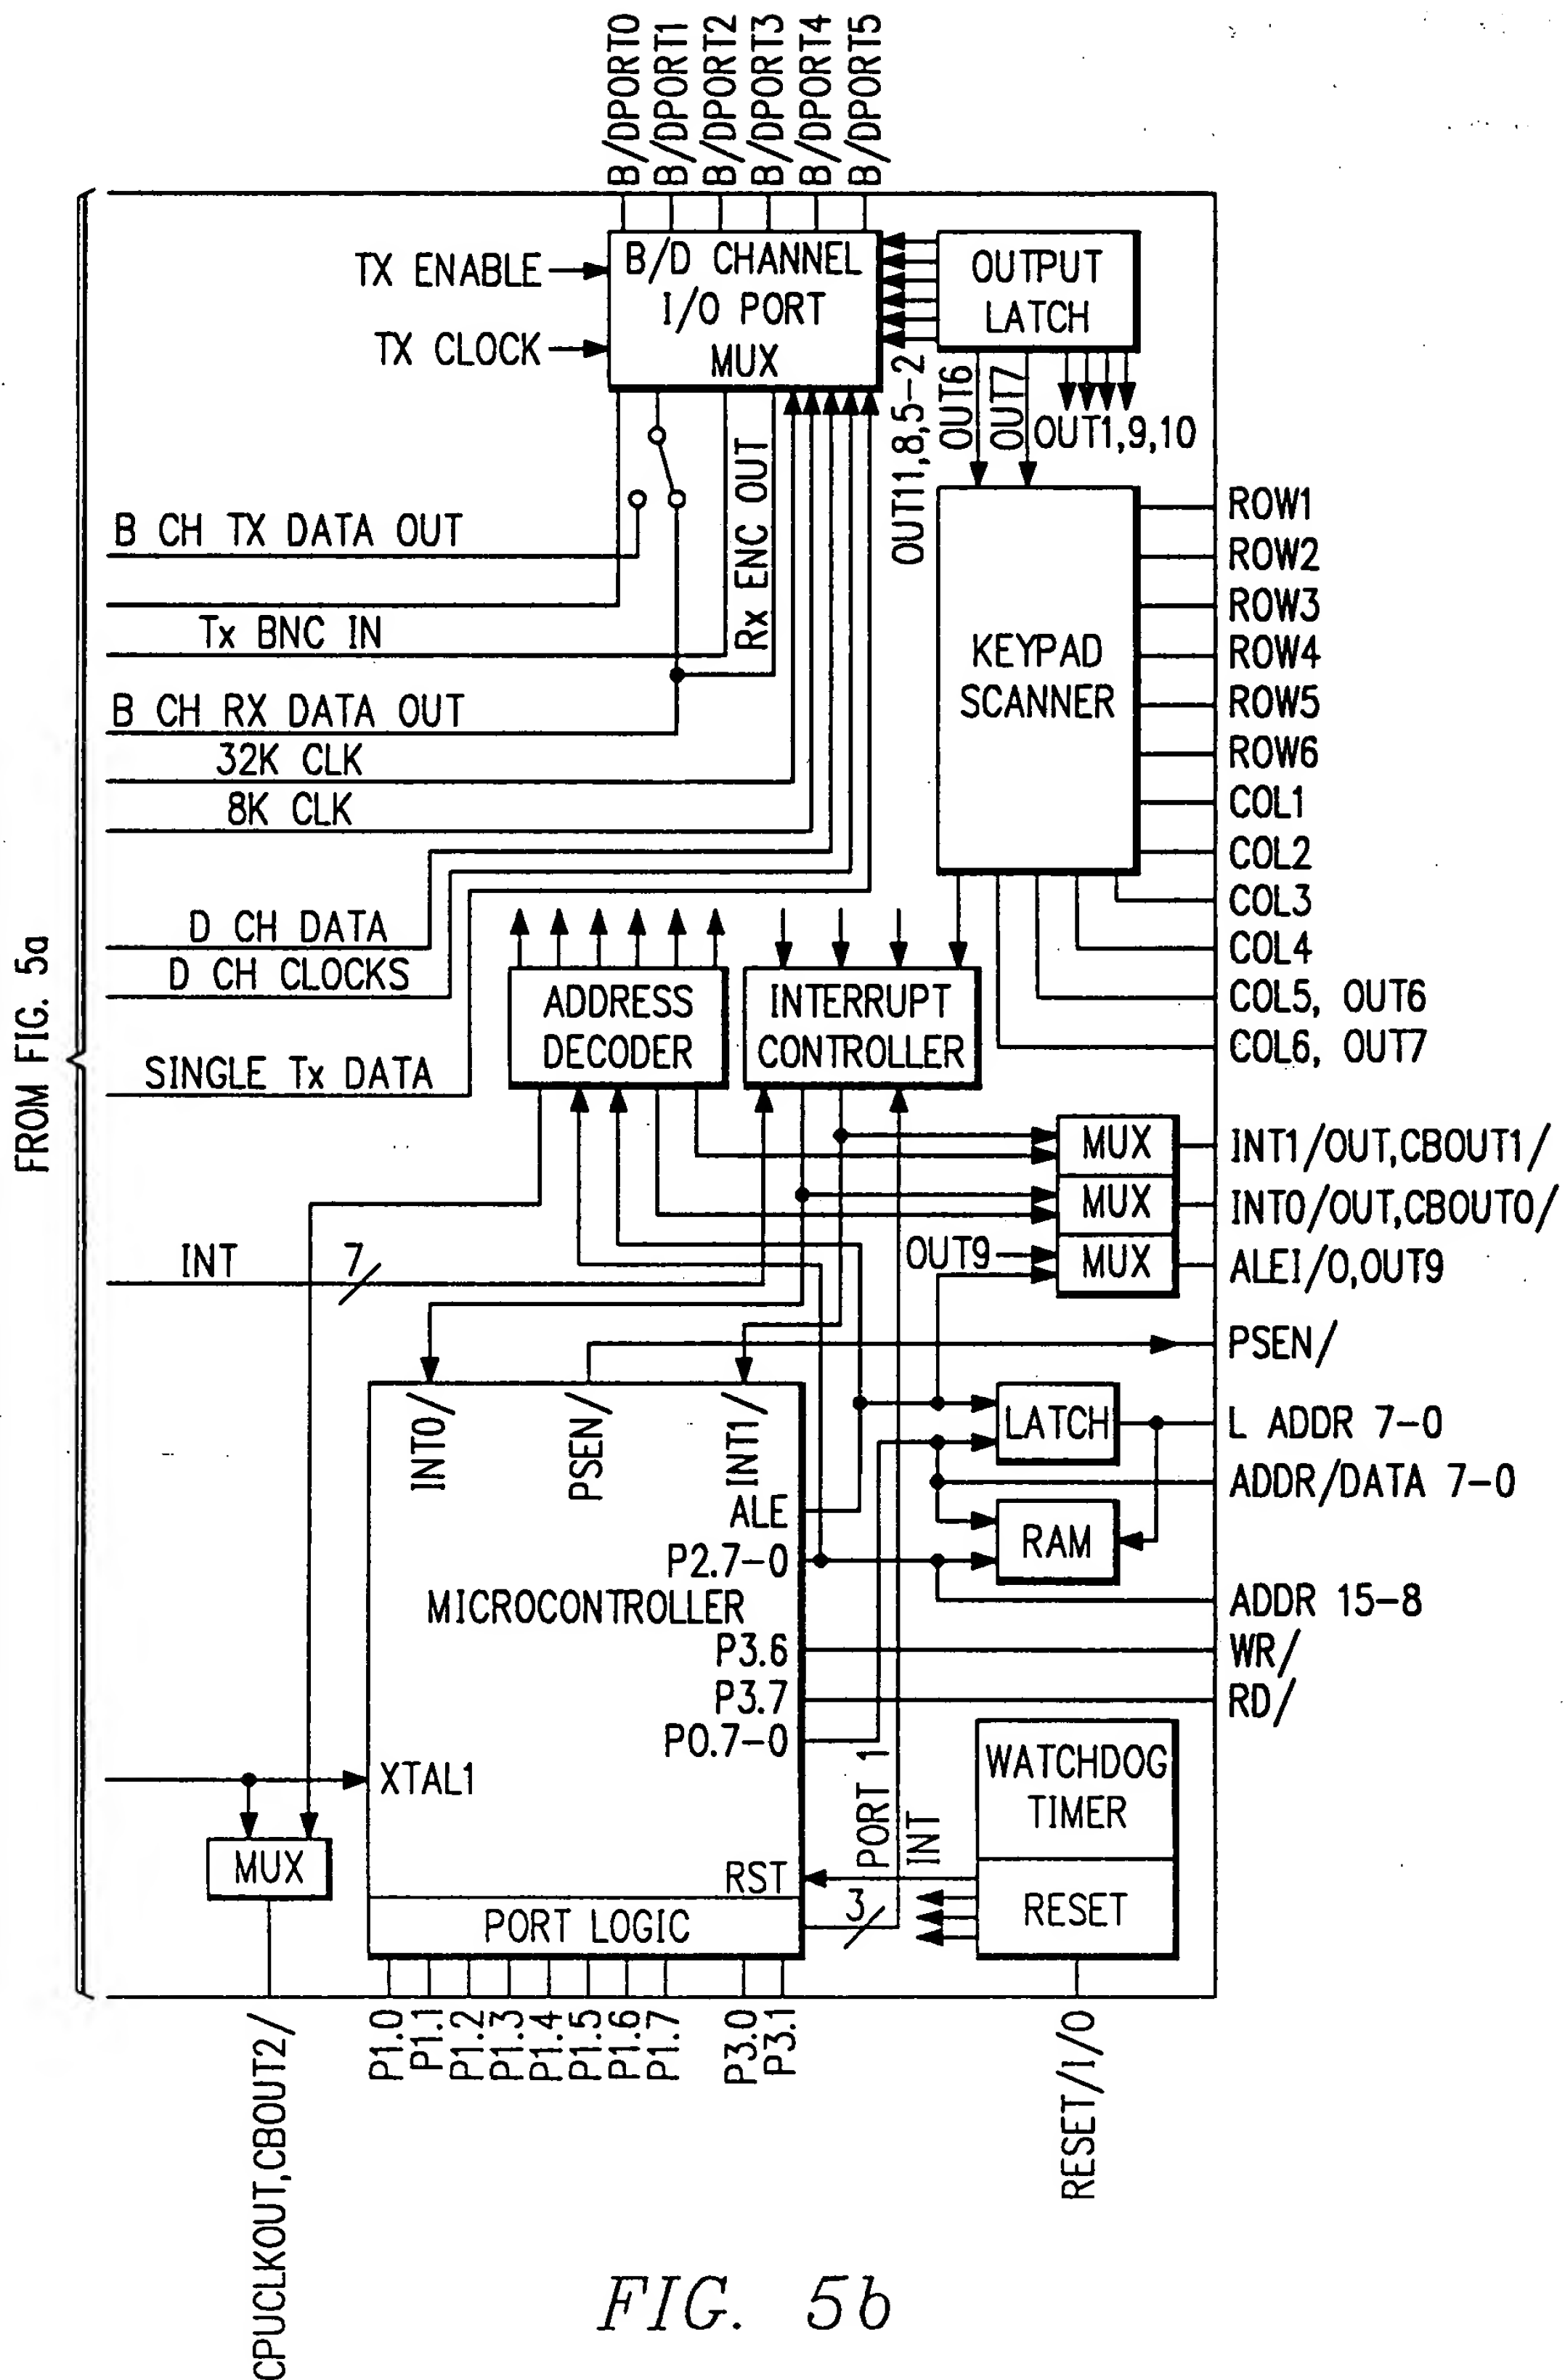 B/DPORT0
B/DPORT1
B/DPORT2
B/DPORT3
B/DPORT4
B/DPORT5
TX ENABLE
TX CLOCK
B/D CHANNEL
I/O PORT
MUX
OUTPUT
LATCH
OUT11,8,5-2
OUT6
OUT7
OUT1,9,10
B CH TX DATA OUT
Tx BNC IN
Rx ENC OUT
B CH RX DATA OUT
32K CLK
8K CLK
D CH DATA
D CH CLOCKS
SINGLE Tx DATA
FROM FIG. 5a
KEYPAD
SCANNER
ROW1
ROW2
ROW3
ROW4
ROW5
ROW6
COL1
COL2
COL3
COL4
COL5, OUT6
COL6, OUT7
ADDRESS
DECODER
INTERRUPT
CONTROLLER
MUX
INT1/OUT,CBOUT1/
MUX
INT0/OUT,CBOUT0/
OUT9
MUX
ALEI/O,OUT9
INT
7
PSEN/
INT0/
PSEN/
INT1/
LATCH
L ADDR 7-0
ADDR/DATA 7-0
ALE
P2.7-0
RAM
MICROCONTROLLER
ADDR 15-8
P3.6
WR/
P3.7
RD/
P0.7-0
XTAL1
PORT 1
INT
WATCHDOG
TIMER
MUX
RST
3
RESET
PORT LOGIC
P1.0
P1.1
P1.2
P1.3
P1.4
P1.5
P1.6
P1.7
P3.0
P3.1
CPUCLKOUT,CBOUT2/
RESET/I/O
FIG. 5b